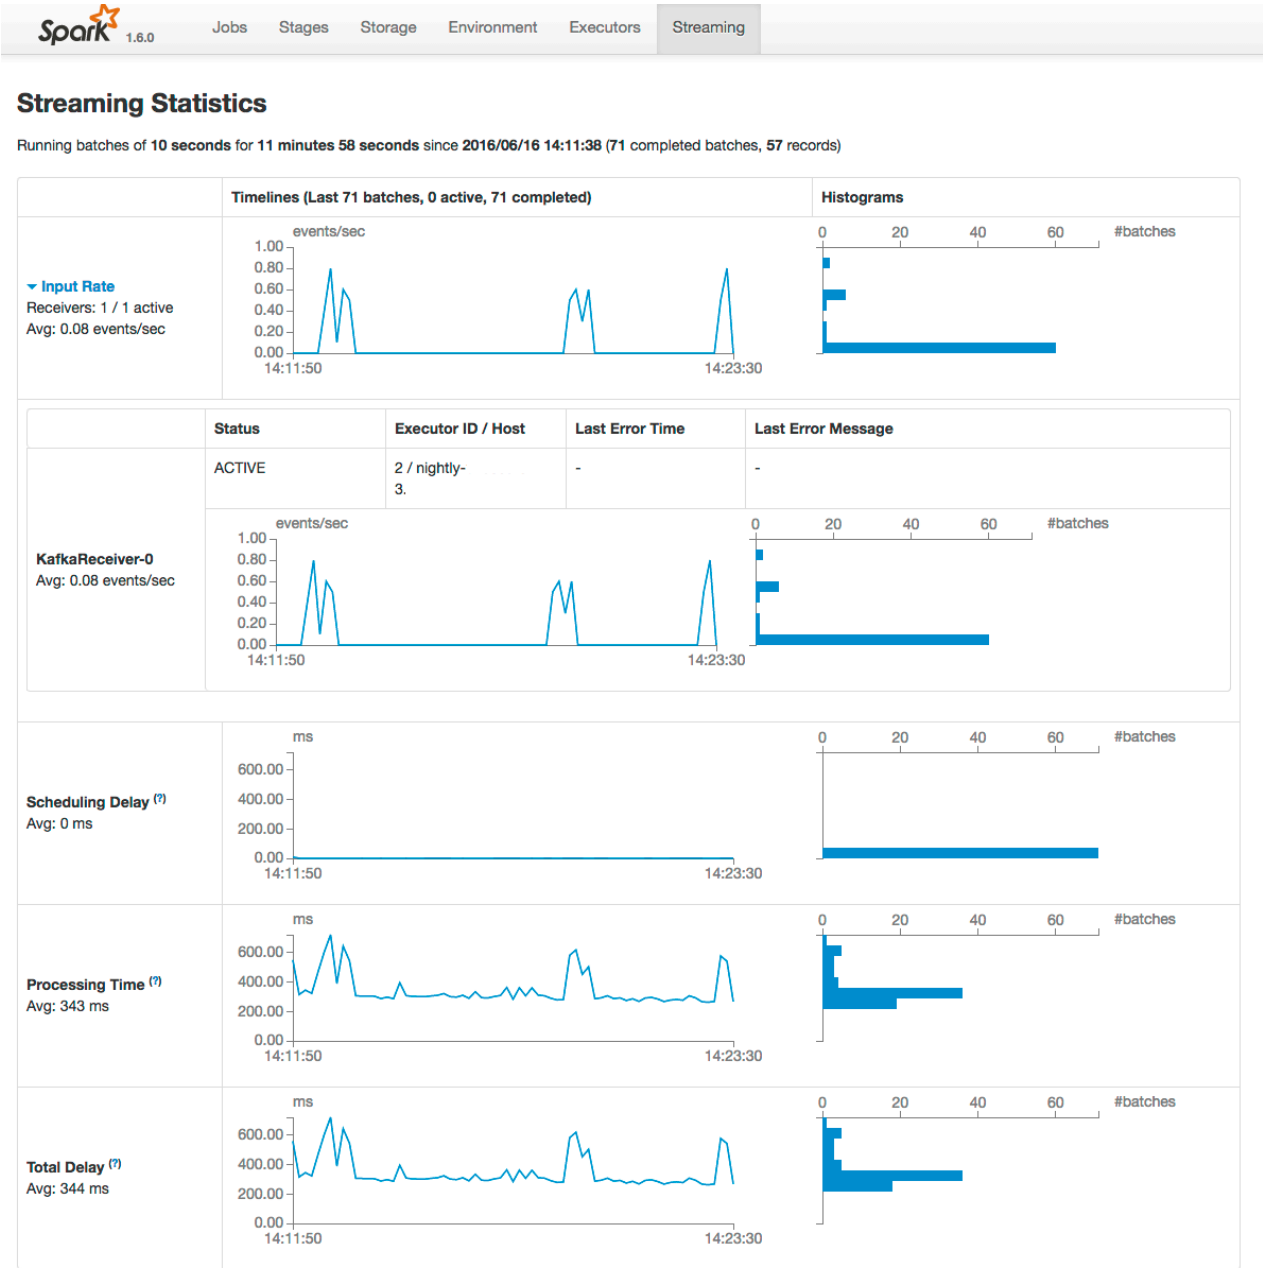 Spark 1.6.0 Jobs Stages Storage Environment Executors Streaming
Streaming Statistics
Running batches of 10 seconds for 11 minutes 58 seconds since 2016/06/16 14:11:38 (71 completed batches, 57 records)
Timelines (Last 71 batches, 0 active, 71 completed) Histograms
Input Rate
Receivers: 1 / 1 active
Avg: 0.08 events/sec
events/sec
1.00
0.80
0.60
0.40
0.20
0.00
14:11:50 14:23:30
0 20 40 60 #batches
Status Executor ID / Host Last Error Time Last Error Message
KafkaReceiver-0
Avg: 0.08 events/sec
ACTIVE 2 / nightly- - -
3.
events/sec
1.00
0.80
0.60
0.40
0.20
0.00
14:11:50 14:23:30
0 20 40 60 #batches
Scheduling Delay (?)
Avg: 0 ms
ms
600.00
400.00
200.00
0.00
14:11:50 14:23:30
0 20 40 60 #batches
Processing Time (?)
Avg: 343 ms
ms
600.00
400.00
200.00
0.00
14:11:50 14:23:30
0 20 40 60 #batches
Total Delay (?)
Avg: 344 ms
ms
600.00
400.00
200.00
0.00
14:11:50 14:23:30
0 20 40 60 #batches